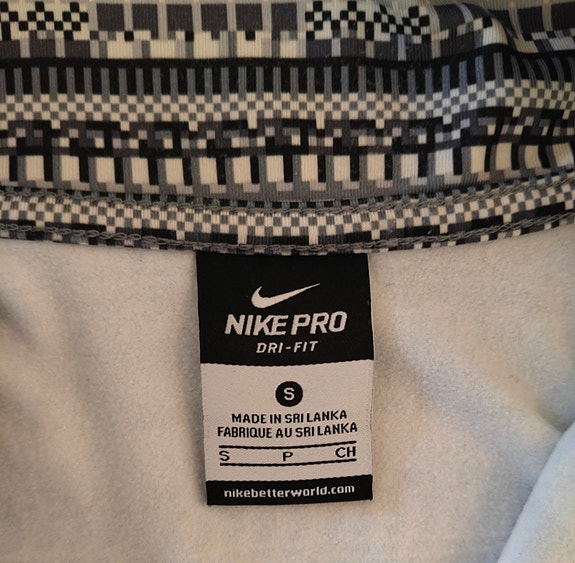 NIKE PRO
DRI-FIT
S
MADE IN SRI LANKA
FABRIQUE AU SRI LANKA
S P CH
nikebetterworld.com